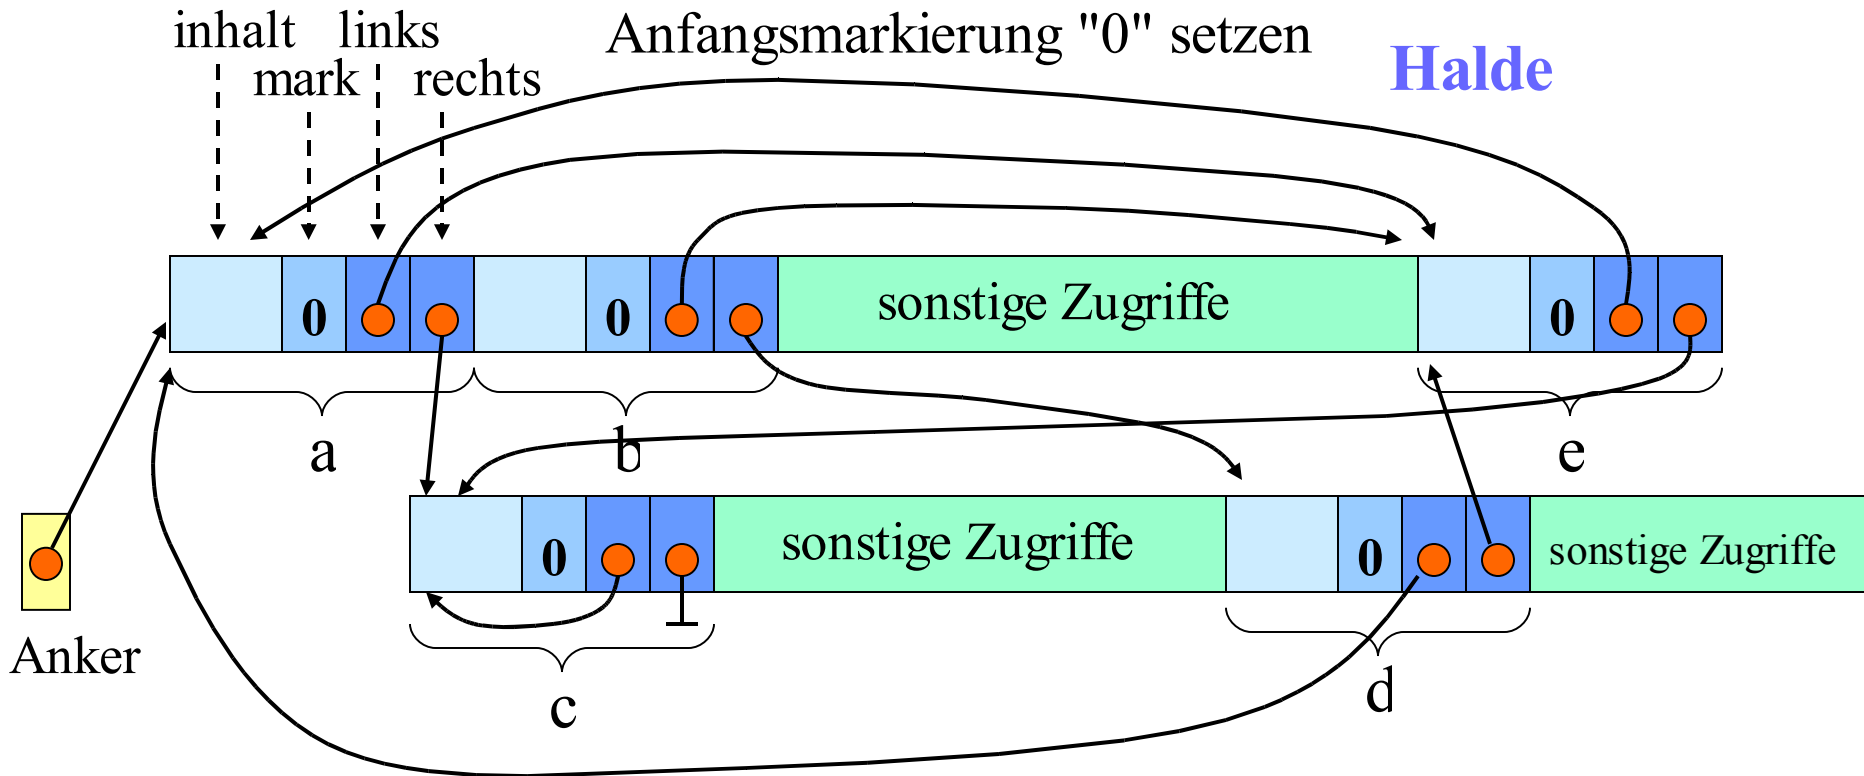 inhalt links Anfangsmarkierung "0" setzen
mark rechts Halde
0 0 sonstige Zugriffe 0
a b e
0 sonstige Zugriffe 0 sonstige Zugriffe
Anker
c d